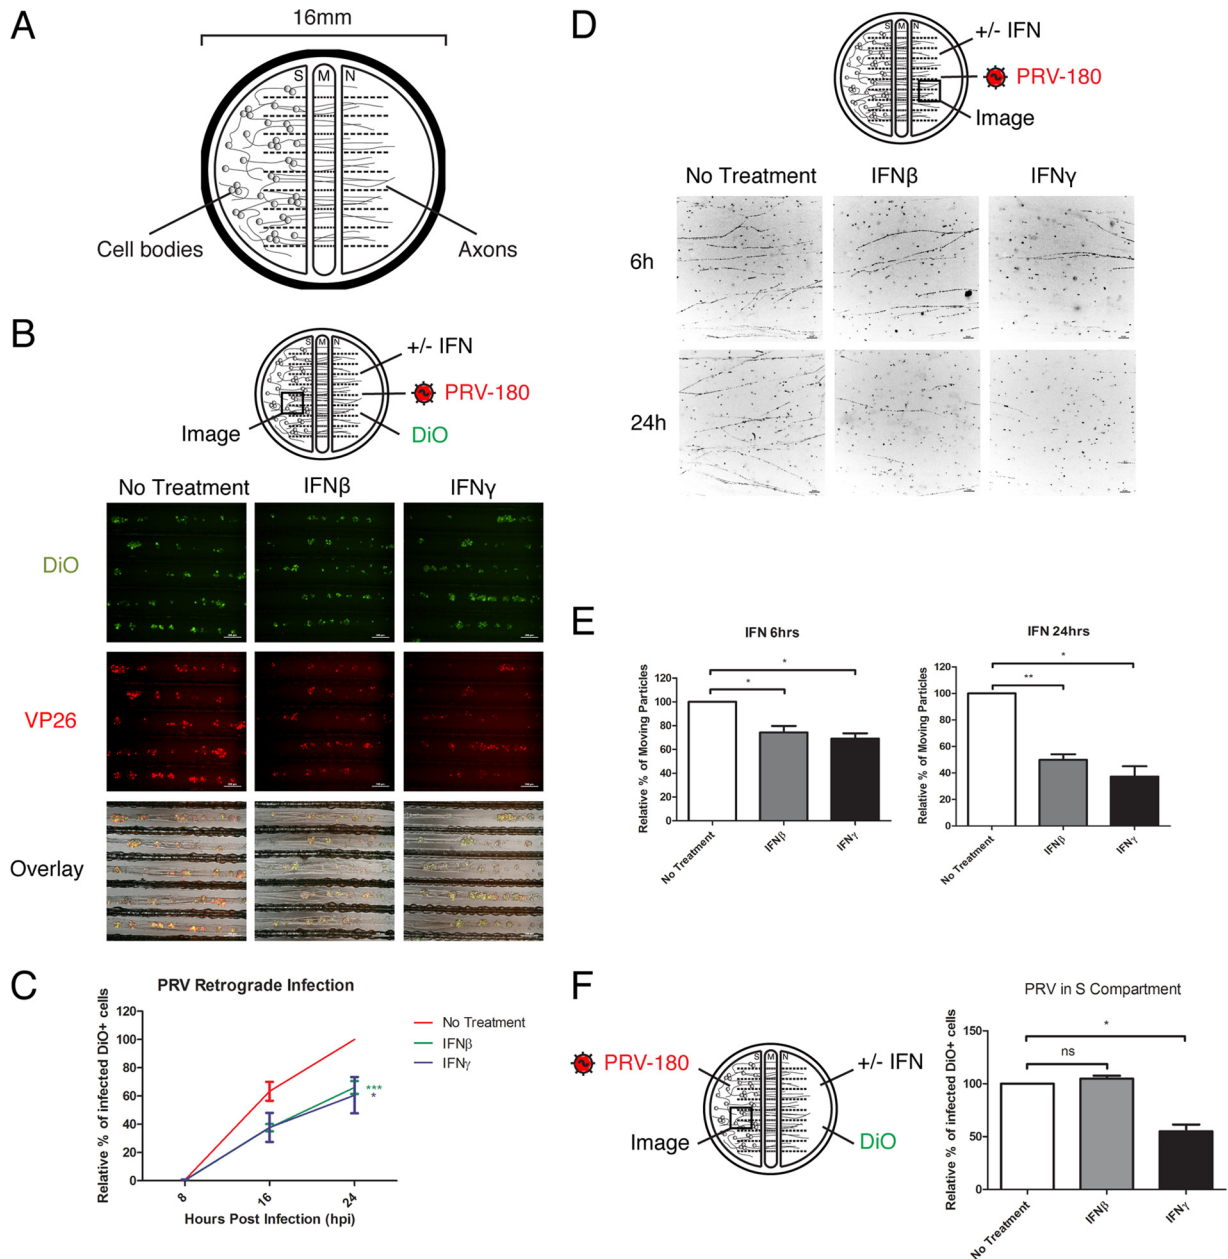 A
16mm
S M N
Cell bodies
Axons
B
S M N
+/- IFN
PRV-180
DiO
Image
No Treatment IFNβ IFNγ
DiO
VP26
Overlay
C
PRV Retrograde Infection
Relative % of infected DiO+ cells
120
100
80
60
40
20
0
8 16 24
Hours Post Infection (hpi)
No Treatment
IFNβ
IFNγ
***
*
D
S M N
+/- IFN
PRV-180
Image
No Treatment IFNβ IFNγ
6h
24h
E
IFN 6hrs
Relative % of Moving Particles
120
100
80
60
40
20
0
*
*
No Treatment
IFNβ
IFNγ
IFN 24hrs
Relative % of Moving Particles
120
100
80
60
40
20
0
*
**
No Treatment
IFNβ
IFNγ
F
PRV-180
S M N
+/- IFN
Image
DiO
PRV in S Compartment
Relative % of infected DiO+ cells
150
100
50
0
*
ns
No Treatment
IFNβ
IFNγ